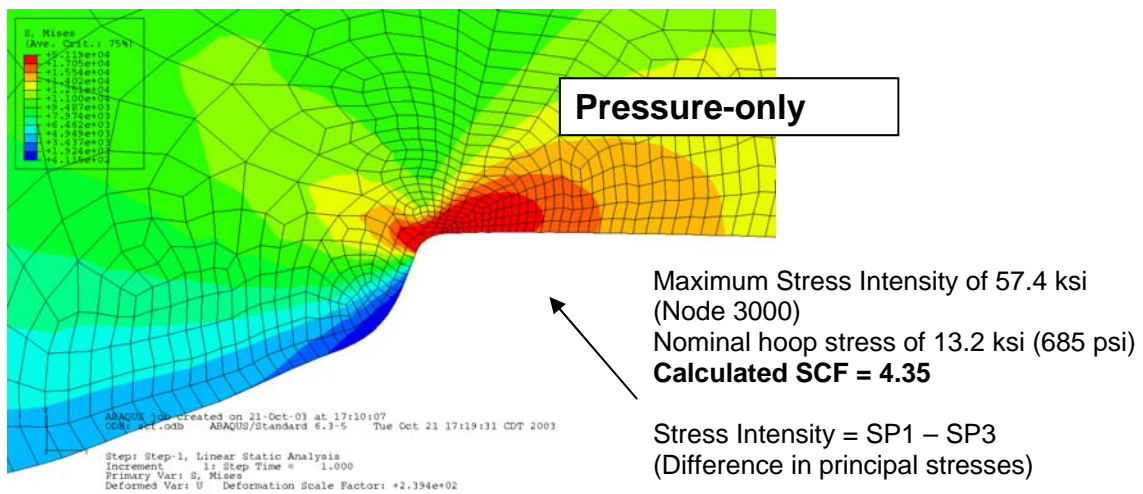 S, Mises
(Ave. Crit.: 75%)
+5.119e+04
+1.705e+04
+1.554e+04
+1.402e+04
+1.251e+04
+1.100e+04
+9.487e+03
+7.974e+03
+6.462e+03
+4.949e+03
+3.437e+03
+1.924e+03
+4.115e+02
Pressure-only
Maximum Stress Intensity of 57.4 ksi
(Node 3000)
Nominal hoop stress of 13.2 ksi (685 psi)
Calculated SCF = 4.35
Stress Intensity = SP1 – SP3
(Difference in principal stresses)
ABAQUS job created on 21-Oct-03 at 17:10:07
ODB: scf.odb ABAQUS/Standard 6.3-5 Tue Oct 21 17:19:31 CDT 2003
Step: Step-1, Linear Static Analysis
Increment 1: Step Time = 1.000
Primary Var: S, Mises
Deformed Var: U Deformation Scale Factor: +2.394e+02